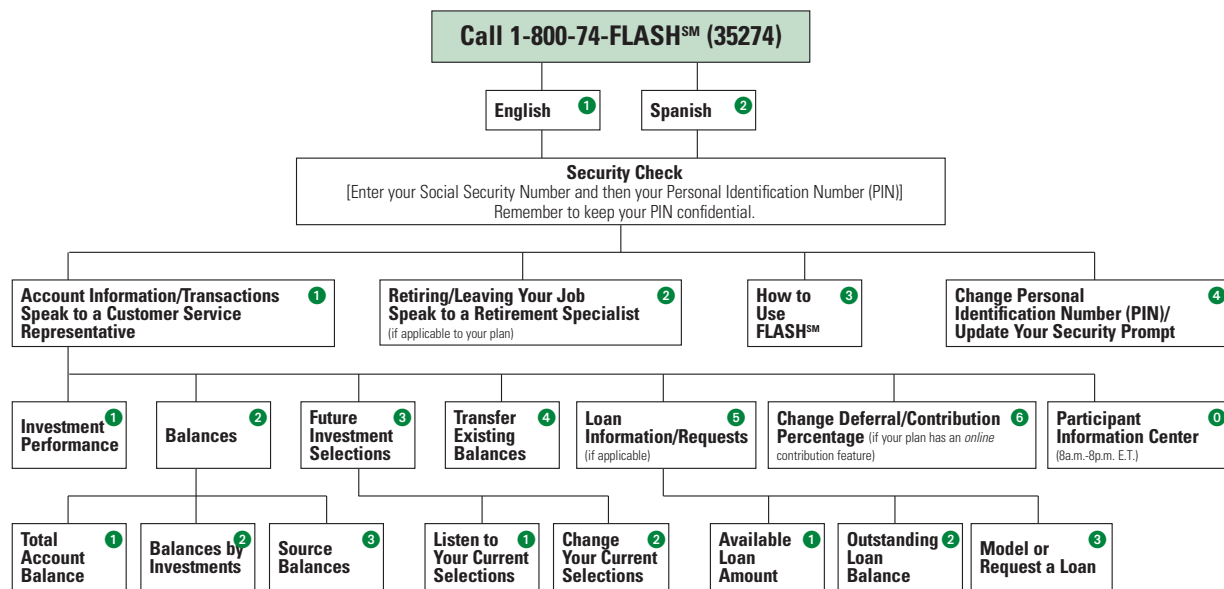 Call 1-800-74-FLASH℠ (35274)
English 1
Spanish 2
Security Check
[Enter your Social Security Number and then your Personal Identification Number (PIN)]
Remember to keep your PIN confidential.
Account Information/Transactions 1
Speak to a Customer Service
Representative
Retiring/Leaving Your Job 2
Speak to a Retirement Specialist
(if applicable to your plan)
How to 3
Use
FLASH℠
Change Personal 4
Identification Number (PIN)/
Update Your Security Prompt
Investment 1
Performance
Balances 2
Future 3
Investment
Selections
Transfer 4
Existing
Balances
Loan 5
Information/Requests
(if applicable)
Change Deferral/Contribution 6
Percentage (if your plan has an online
contribution feature)
Participant 0
Information Center
(8a.m.-8p.m. E.T.)
Total 1
Account
Balance
Balances by 2
Investments
Source 3
Balances
Listen to 1
Your Current
Selections
Change 2
Your Current
Selections
Available 1
Loan
Amount
Outstanding 2
Loan
Balance
Model or 3
Request a Loan